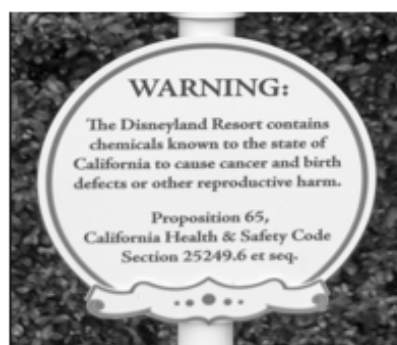 WARNING:
The Disneyland Resort contains
chemicals known to the state of
California to cause cancer and birth
defects or other reproductive harm.
Proposition 65,
California Health & Safety Code
Section 25249.6 et seq.